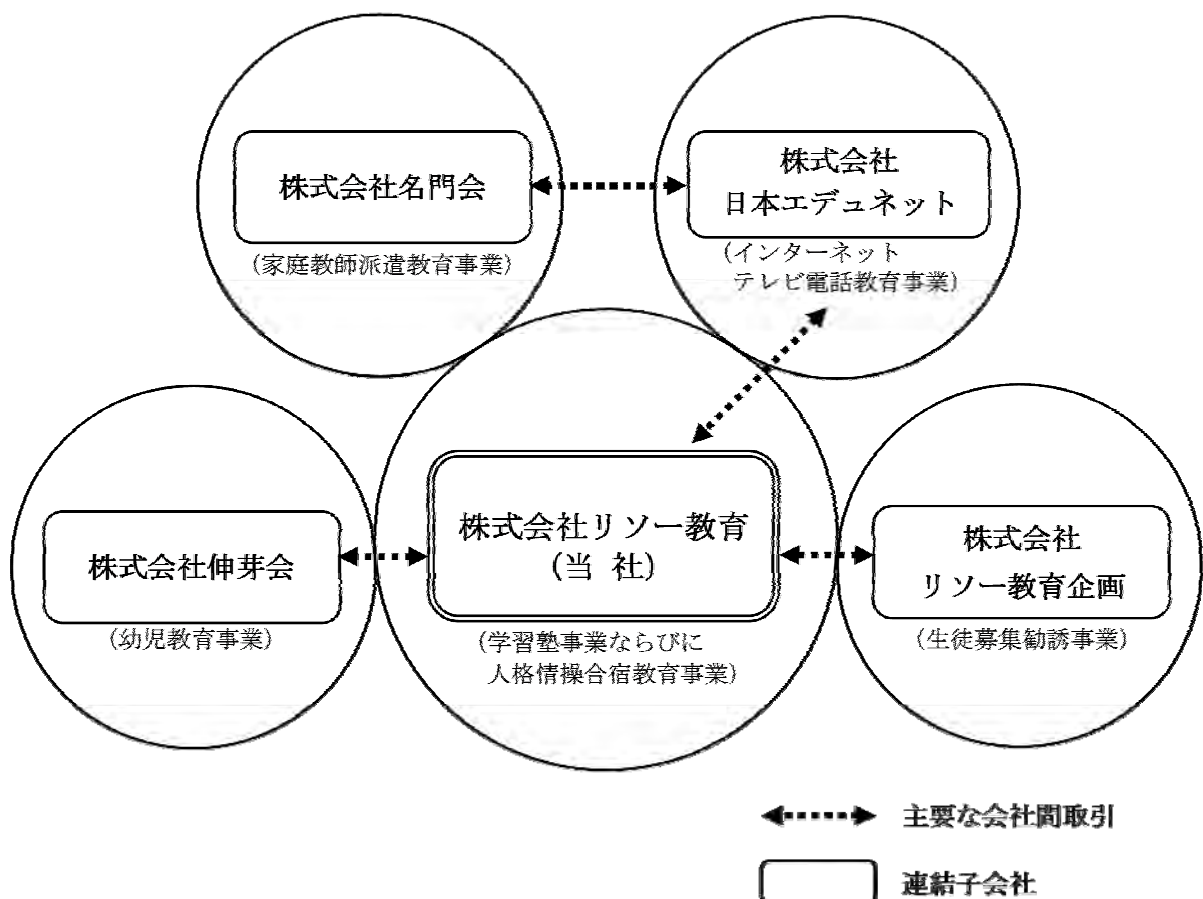 株式会社名門会
(家庭教師派遣教育事業)
株式会社
日本エデュネット
(インターネット
テレビ電話教育事業)
株式会社伸芽会
(幼児教育事業)
株式会社リソー教育
(当 社)
(学習塾事業ならびに
人格情操合宿教育事業)
株式会社
リソー教育企画
(生徒募集勧誘事業)
主要な会社間取引
連結子会社